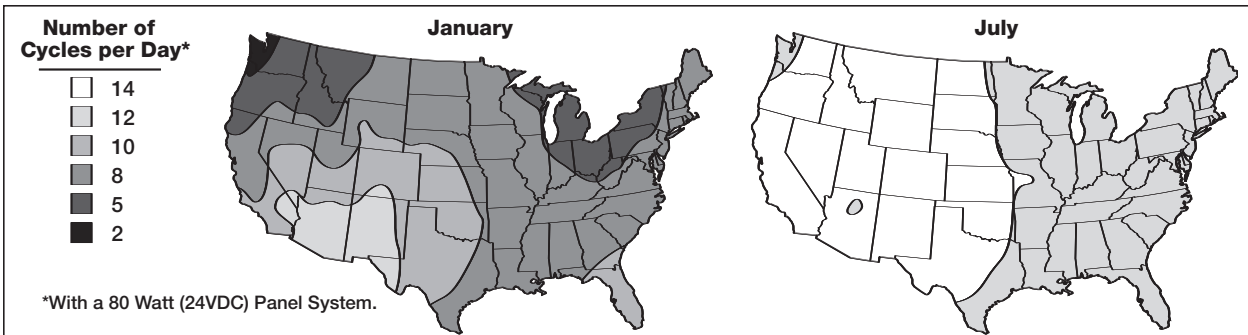 Number of
Cycles per Day*
14
12
10
8
5
2
January
July
*With a 80 Watt (24VDC) Panel System.